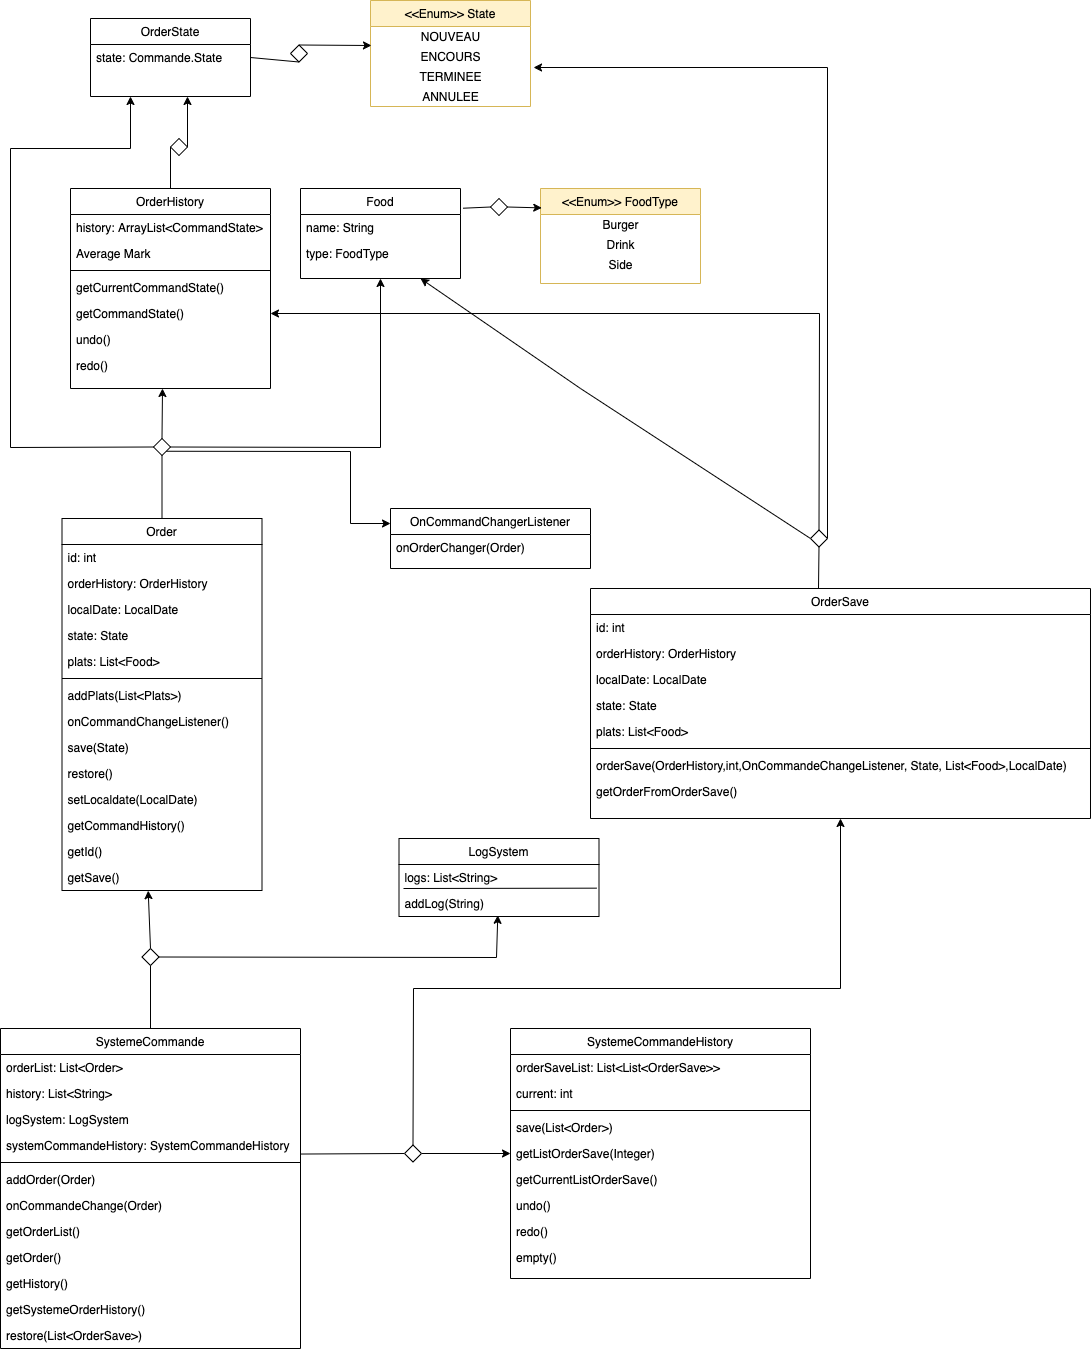 OrderState
state: Commande.State
<<Enum>> State
NOUVEAU
ENCOURS
TERMINEE
ANNULEE
OrderHistory
history: ArrayList<CommandState>
Average Mark
getCurrentCommandState()
getCommandState()
undo()
redo()
Food
name: String
type: FoodType
<<Enum>> FoodType
Burger
Drink
Side
Order
id: int
orderHistory: OrderHistory
localDate: LocalDate
state: State
plats: List<Food>
addPlats(List<Plats>)
onCommandChangeListener()
save(State)
restore()
setLocaldate(LocalDate)
getCommandHistory()
getId()
getSave()
OnCommandChangerListener
onOrderChanger(Order)
OrderSave
id: int
orderHistory: OrderHistory
localDate: LocalDate
state: State
plats: List<Food>
orderSave(OrderHistory,int,OnCommandeChangeListener, State, List<Food>,LocalDate)
getOrderFromOrderSave()
LogSystem
logs: List<String>
addLog(String)
SystemeCommande
orderList: List<Order>
history: List<String>
logSystem: LogSystem
systemCommandeHistory: SystemCommandeHistory
addOrder(Order)
onCommandeChange(Order)
getOrderList()
getOrder()
getHistory()
getSystemeOrderHistory()
restore(List<OrderSave>)
SystemeCommandeHistory
orderSaveList: List<List<OrderSave>>
current: int
save(List<Order>)
getListOrderSave(Integer)
getCurrentListOrderSave()
undo()
redo()
empty()